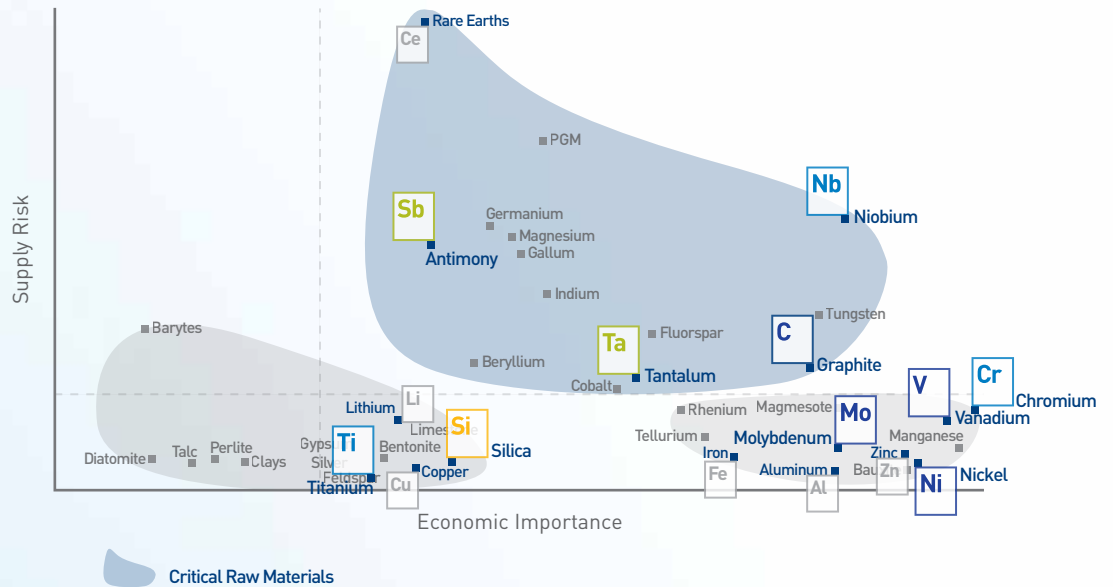 Rare Earths
Ce
PGM
Nb
Niobium
Sb
Germanium
Magnesium
Gallum
Antimony
Indium
Supply Risk
Barytes
Tungsten
C
Fluorspar
Ta
Beryllium
Graphite
Tantalum
Cobalt
Cr
V
Chromium
Li
Lithium
Rhenium
Magmesote
Mo
Vanadium
Si
Tellurium
Molybdenum
Manganese
Ti
Bentonite
Silica
Talc
Perlite
Iron
Zinc
Diatomite
Clays
Copper
Aluminum
Zn
Nickel
Feldspar
Titanium
Cu
Fe
Al
Ni
Economic Importance
Critical Raw Materials